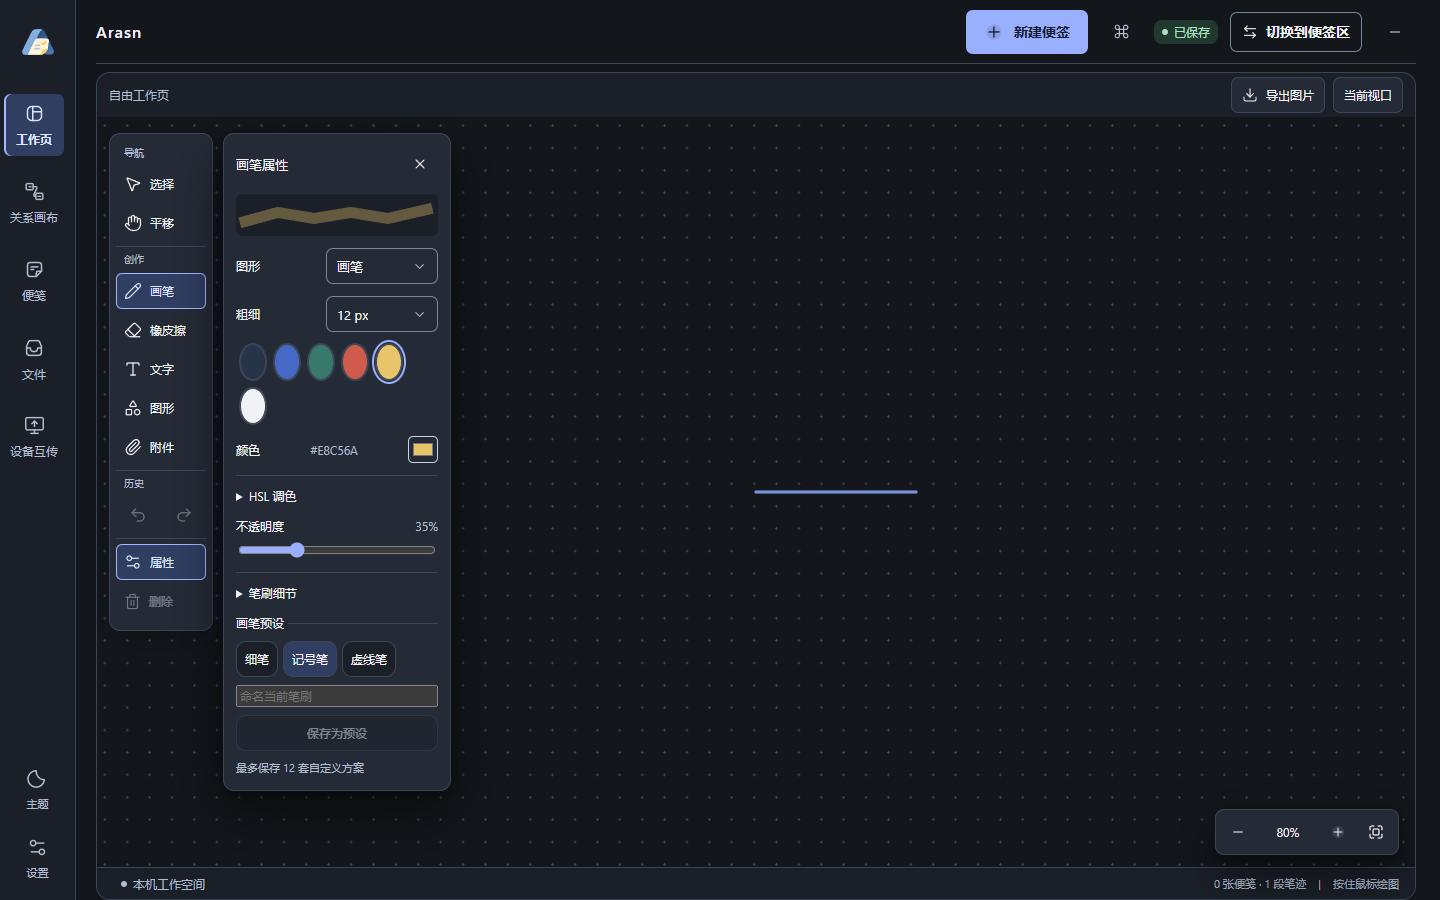 Arasn
新建便签
已保存
切换到便签区
工作页
关系画布
便笺
文件
设备互传
主题
设置
自由工作页
导出图片
当前视口
导航
选择
平移
创作
画笔
橡皮擦
文字
图形
附件
历史
属性
删除
画笔属性
图形
画笔
粗细
12 px
颜色
#E8C56A
HSL 调色
不透明度
35%
笔刷细节
画笔预设
细笔
记号笔
虚线笔
命名当前笔刷
保存为预设
最多保存 12 套自定义方案
80%
本机工作空间
0 张便笺 · 1 段笔迹 | 按住鼠标绘图